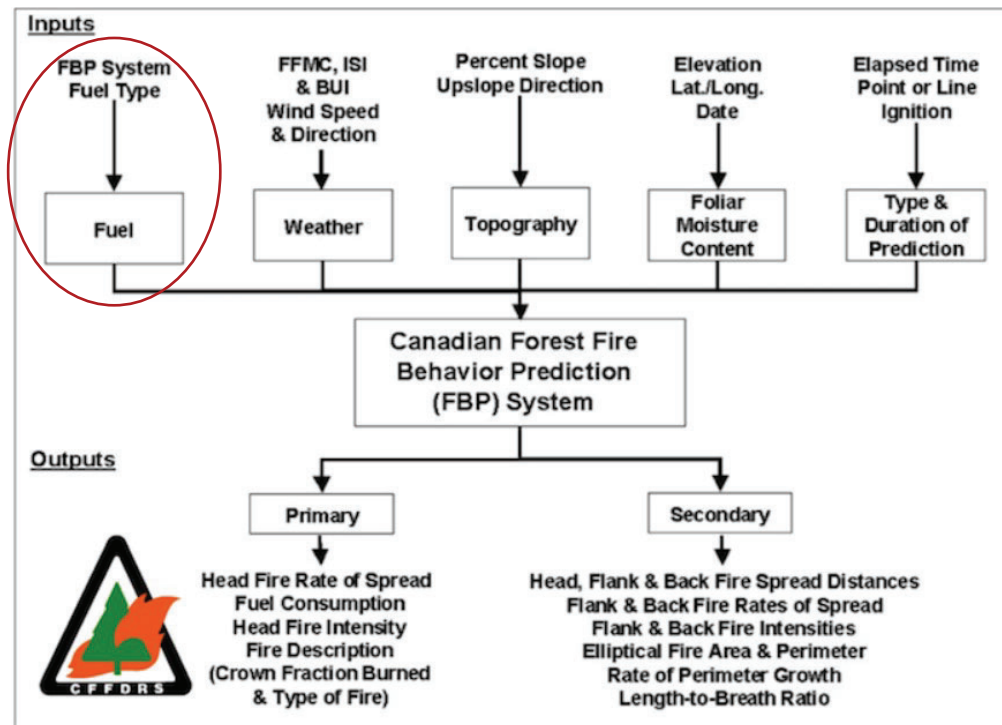 Inputs
FBP System
Fuel Type
FFMC, ISI
& BUI
Wind Speed
& Direction
Percent Slope
Upslope Direction
Elevation
Lat./Long.
Date
Elapsed Time
Point or Line
Ignition
Fuel
Weather
Topography
Foliar
Moisture
Content
Type &
Duration of
Prediction
Canadian Forest Fire
Behavior Prediction
(FBP) System
Outputs
Primary
Secondary
Head Fire Rate of Spread
Fuel Consumption
Head Fire Intensity
Fire Description
(Crown Fraction Burned
& Type of Fire)
Head, Flank & Back Fire Spread Distances
Flank & Back Fire Rates of Spread
Flank & Back Fire Intensities
Elliptical Fire Area & Perimeter
Rate of Perimeter Growth
Length-to-Breath Ratio
CFFDRS